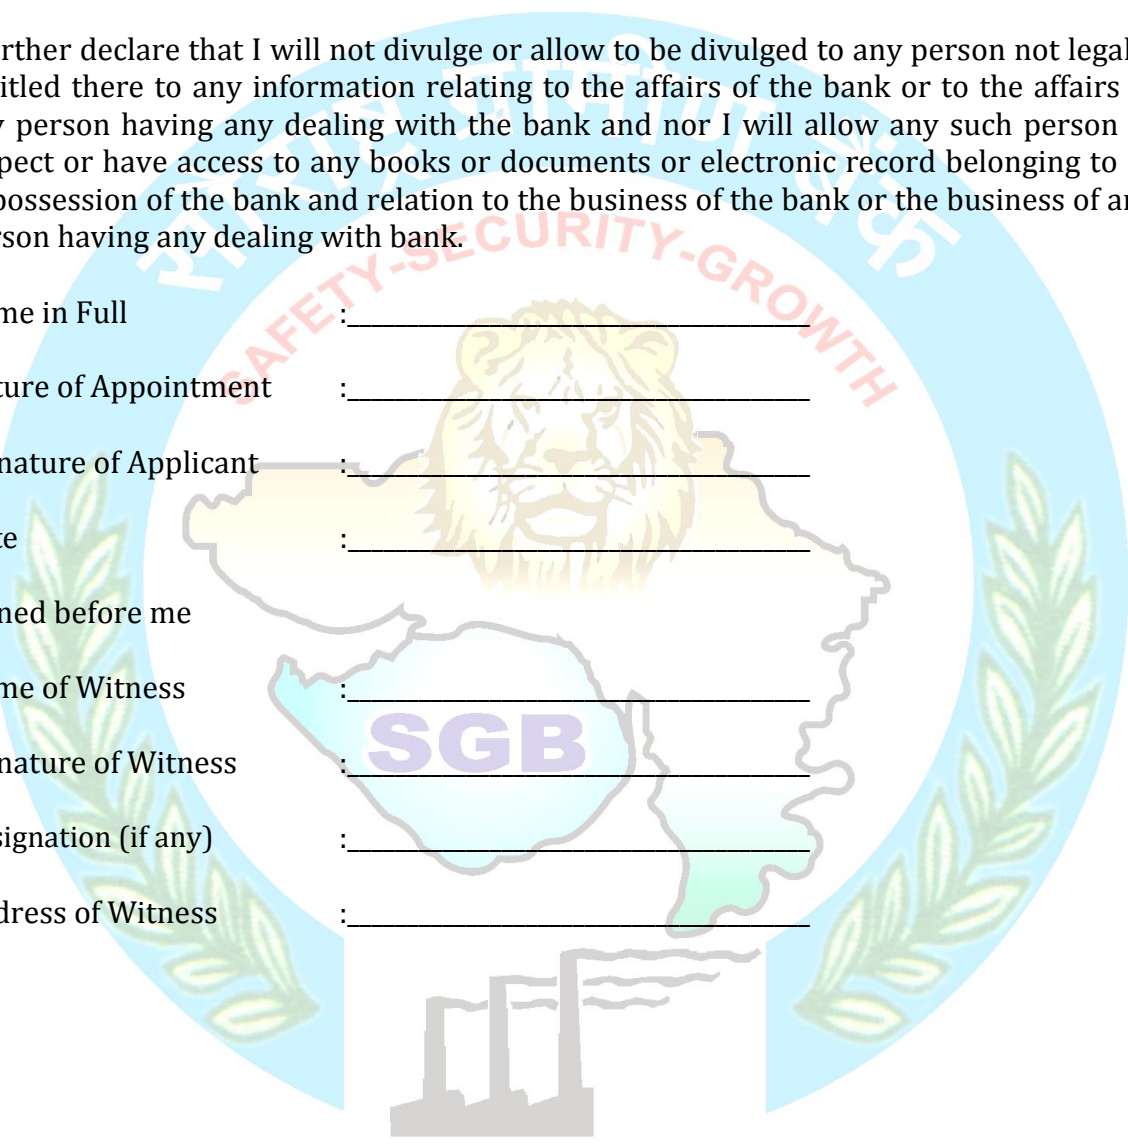 rther declare that I will not divulge or allow to be divulged to any person not legal
itled there to any information relating to the affairs of the bank or to the affairs
y person having any dealing with the bank and nor I will allow any such person
pect or have access to any books or documents or electronic record belonging to
possession of the bank and relation to the business of the bank or the business of an
rson having any dealing with bank.
सौराष्ट्र ग्रामीण बैंक
SAFETY-SECURITY-GROWTH
me in Full :
ture of Appointment :
nature of Applicant :
te :
ned before me
me of Witness :
SGB
nature of Witness :
signation (if any) :
dress of Witness :